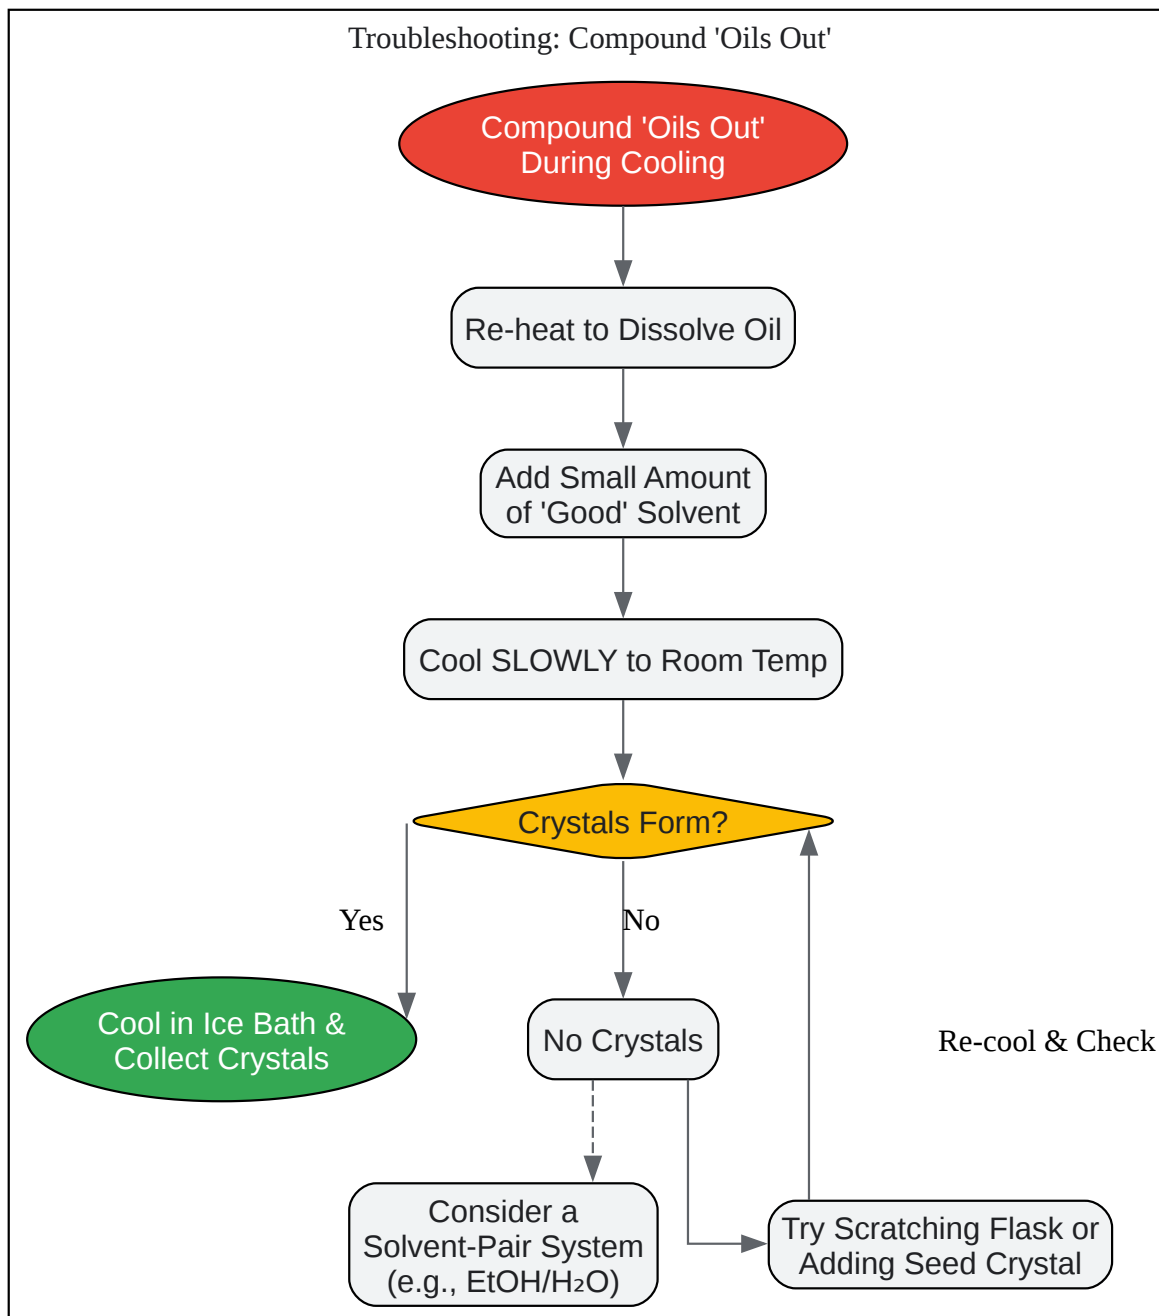 Troubleshooting: Compound 'Oils Out'
Compound 'Oils Out'
During Cooling
Re-heat to Dissolve Oil
Add Small Amount
of 'Good' Solvent
Cool SLOWLY to Room Temp
Crystals Form?
Yes
No
Cool in Ice Bath &
Collect Crystals
No Crystals
Re-cool & Check
Consider a
Solvent-Pair System
(e.g., EtOH/H₂O)
Try Scratching Flask or
Adding Seed Crystal